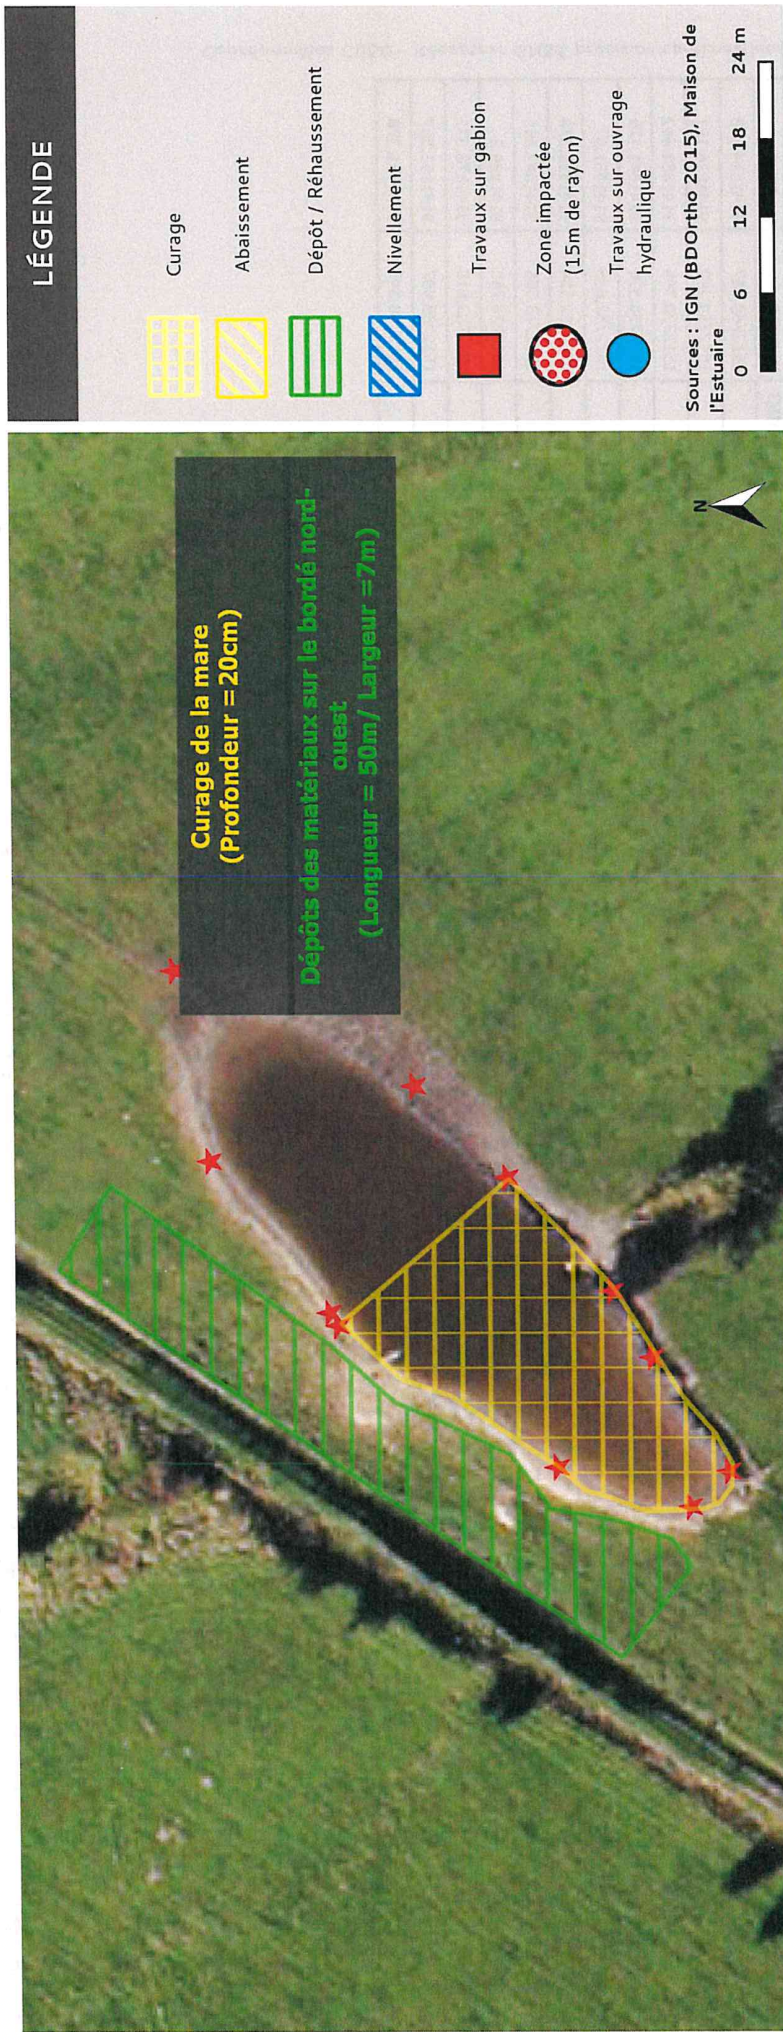 LÉGENDE
Curage
Abaissement
Dépôt / Réhaussement
Nivellement
Travaux sur gabion
Zone impactée
(15m de rayon)
Travaux sur ouvrage
hydraulique
Sources : IGN (BDOrtho 2015), Maison de
l'Estuaire
0 6 12 18 24 m
Curage de la mare
(Profondeur =20cm)
Dépôts des matériaux sur le bordé nord-
ouest
(Longueur = 50m/ Largeur =7m)
N